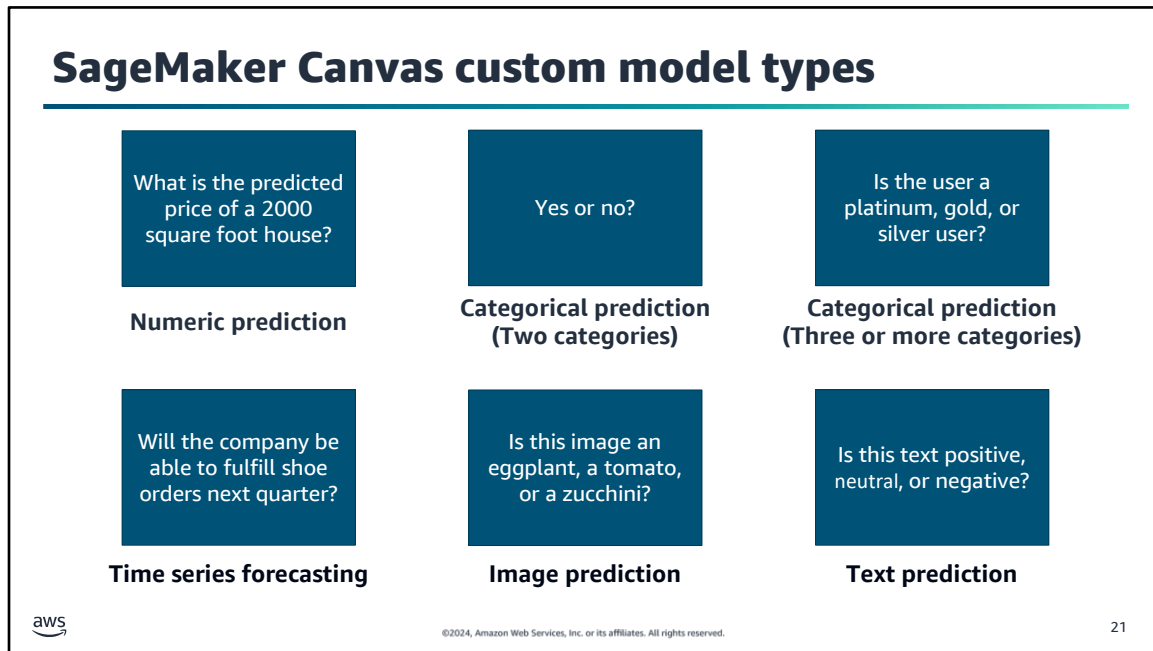 SageMaker Canvas custom model types
What is the predicted
price of a 2000
square foot house?
Numeric prediction
Yes or no?
Categorical prediction
(Two categories)
Is the user a
platinum, gold, or
silver user?
Categorical prediction
(Three or more categories)
Will the company be
able to fulfill shoe
orders next quarter?
Time series forecasting
Is this image an
eggplant, a tomato,
or a zucchini?
Image prediction
Is this text positive,
neutral, or negative?
Text prediction
aws
©2024, Amazon Web Services, Inc. or its affiliates. All rights reserved.
21